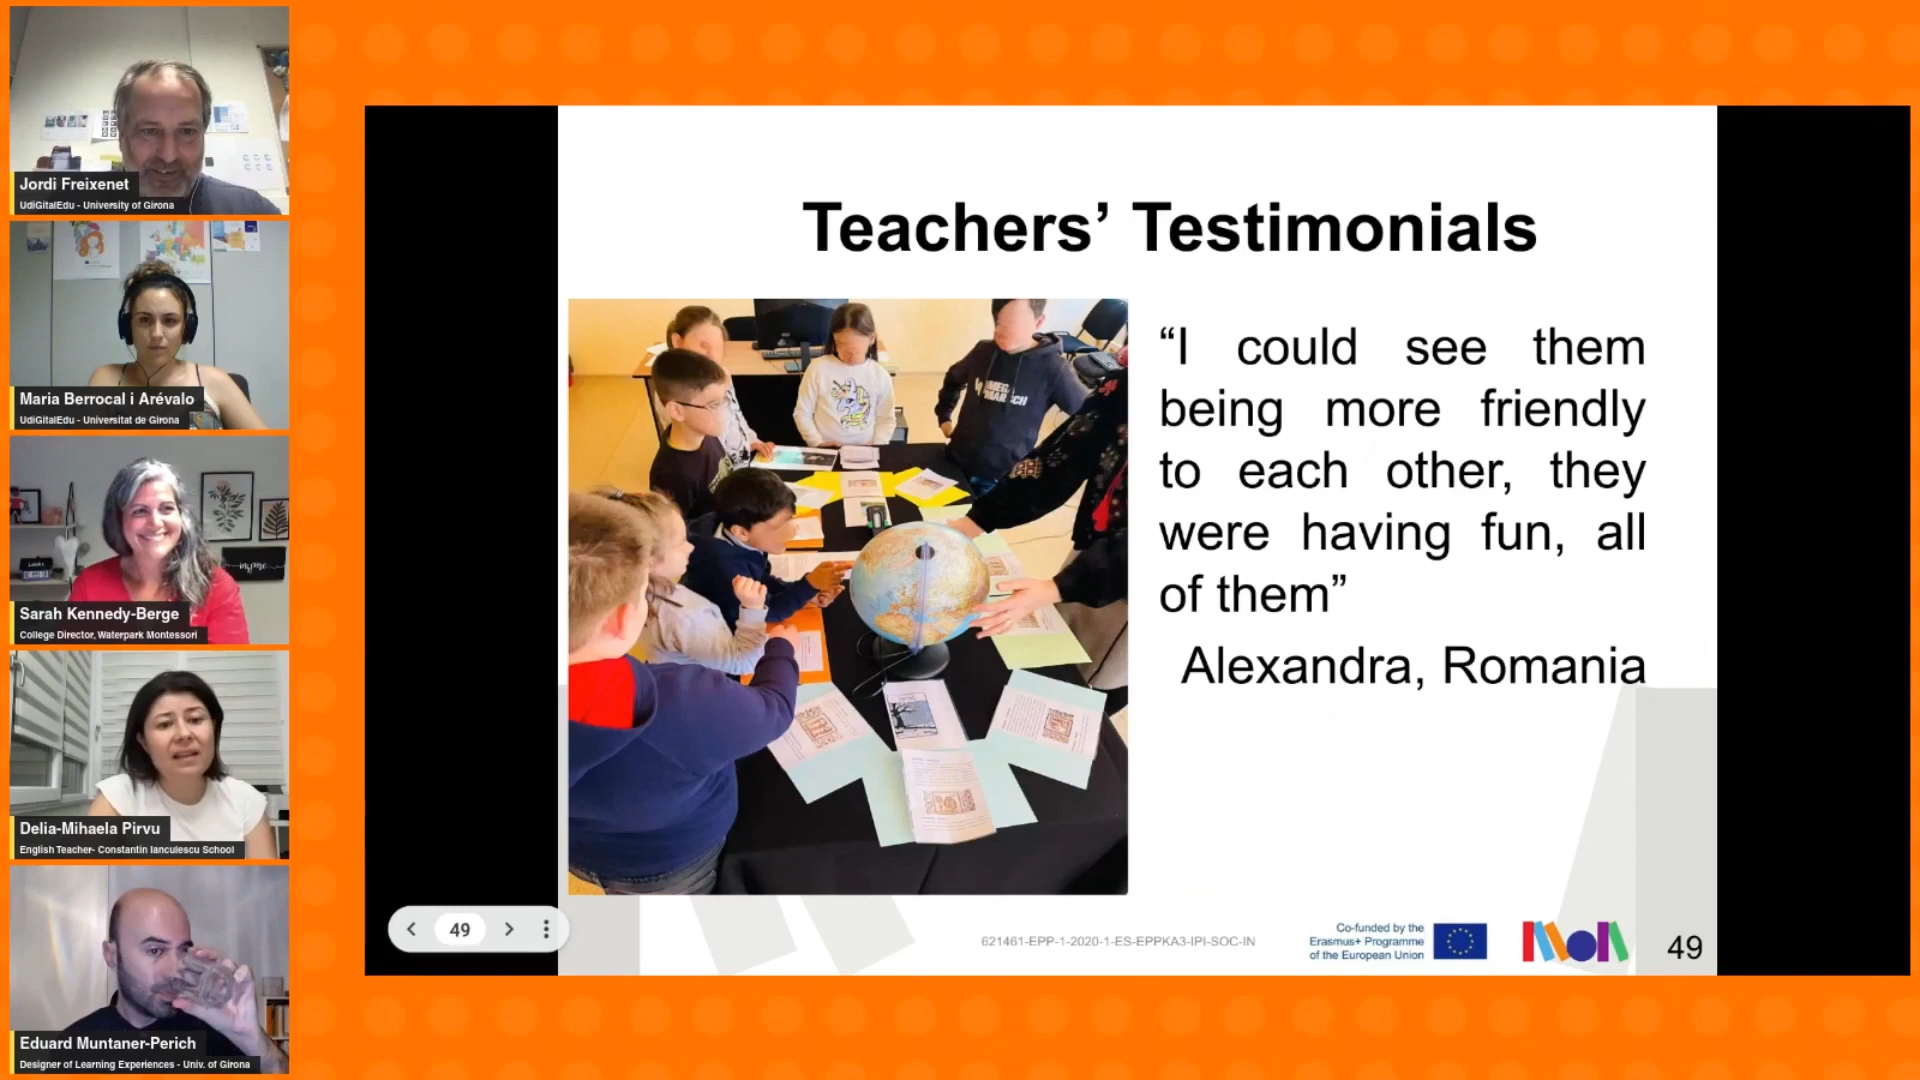 Jordi Freixenet
UdiGitalEdu - University of Girona
Maria Berrocal i Arévalo
UdiGitalEdu - Universitat de Girona
Sarah Kennedy-Berge
College Director, Waterpark Montessori
Delia-Mihaela Pirvu
English Teacher- Constantin Ianculescu School
Eduard Muntaner-Perich
Designer of Learning Experiences - Univ. of Girona
Teachers’ Testimonials
“I could see them
being more friendly
to each other, they
were having fun, all
of them”
Alexandra, Romania
49
621461-EPP-1-2020-1-ES-EPPKA3-IPI-SOC-IN
Co-funded by the
Erasmus+ Programme
of the European Union
49